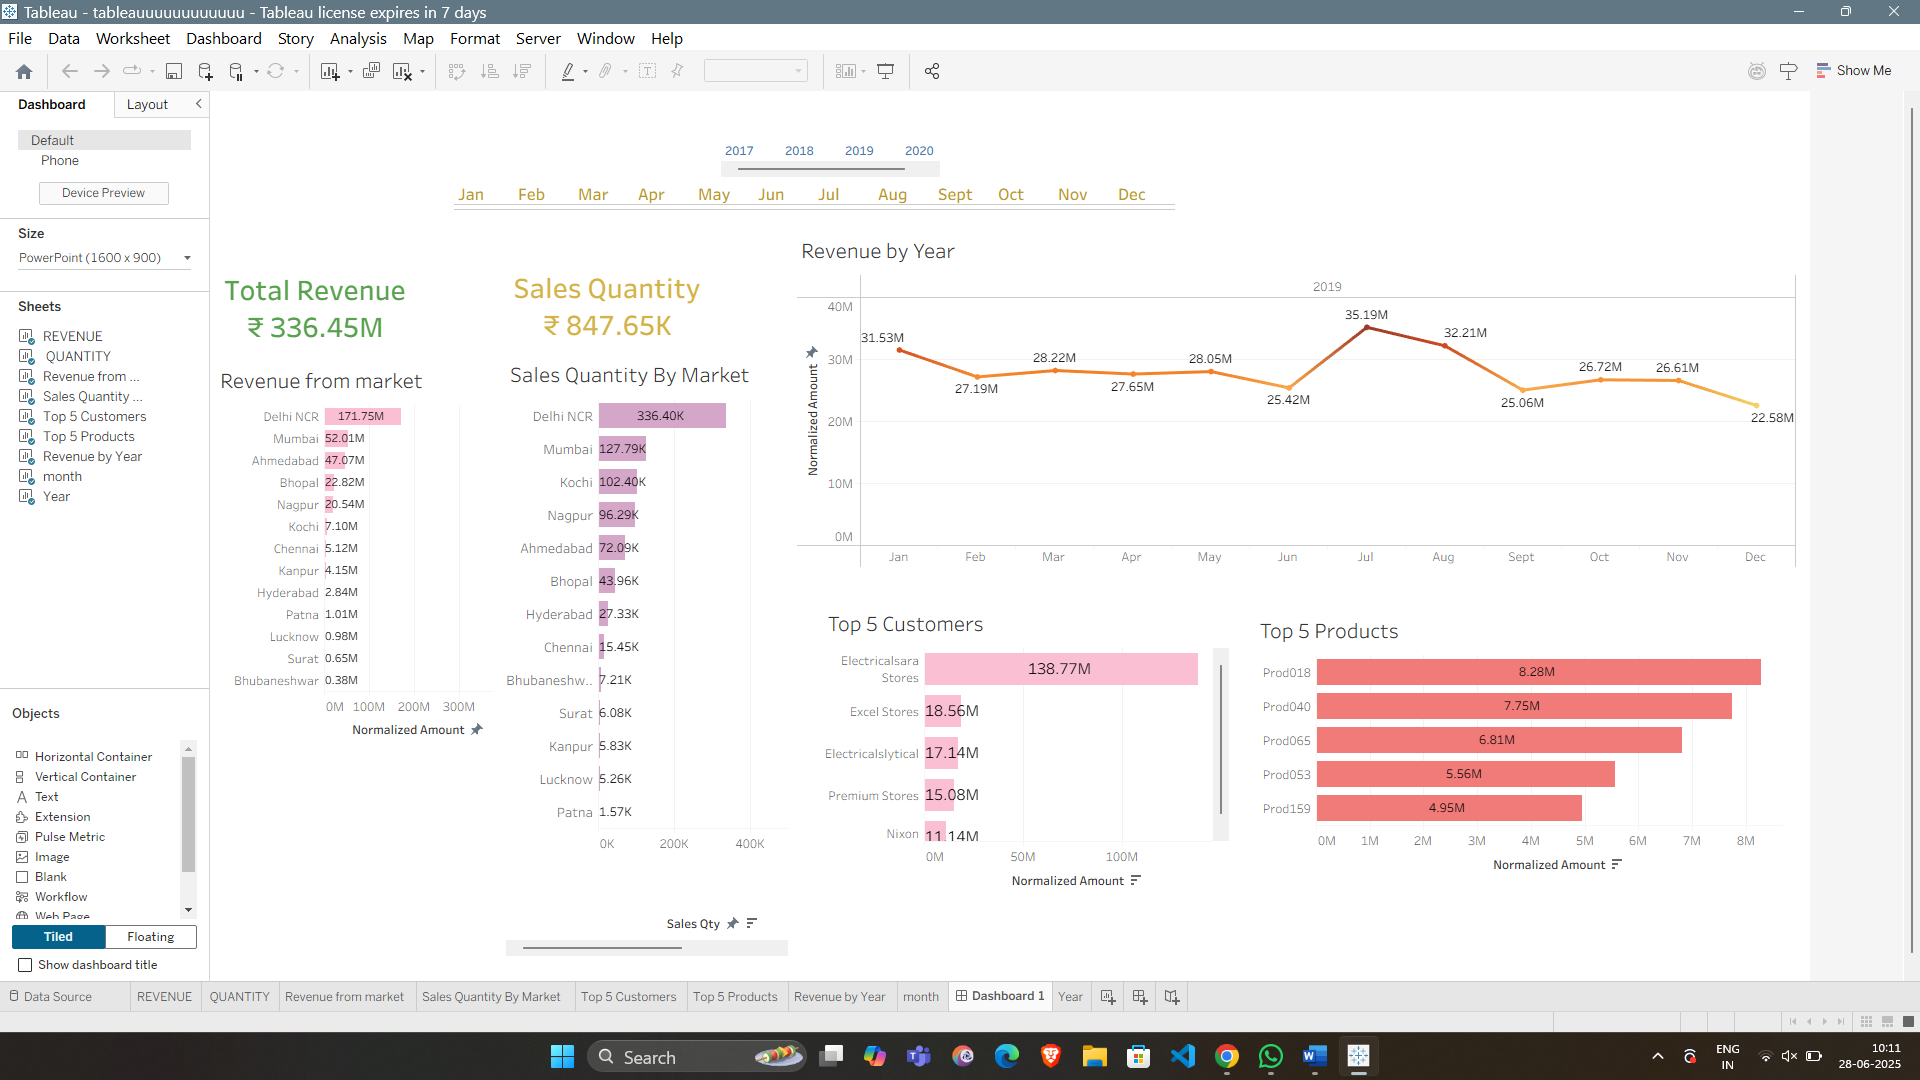 Tableau - tableauuuuuuuuuuuu - Tableau license expires in 7 days
File Data Worksheet Dashboard Story Analysis Map Format Server Window Help
Show Me
Dashboard Layout
Default
Phone
Device Preview
Size
PowerPoint (1600 x 900)
Sheets
REVENUE
QUANTITY
Revenue from ...
Sales Quantity ...
Top 5 Customers
Top 5 Products
Revenue by Year
month
Year
Objects
Horizontal Container
Vertical Container
Text
Extension
Pulse Metric
Image
Blank
Workflow
Web Page
Tiled Floating
Show dashboard title
2017 2018 2019 2020
Jan Feb Mar Apr May Jun Jul Aug Sept Oct Nov Dec
Total Revenue
₹ 336.45M
Sales Quantity
₹ 847.65K
Revenue from market
Delhi NCR 171.75M
Mumbai 52.01M
Ahmedabad 47.07M
Bhopal 22.82M
Nagpur 20.54M
Kochi 7.10M
Chennai 5.12M
Kanpur 4.15M
Hyderabad 2.84M
Patna 1.01M
Lucknow 0.98M
Surat 0.65M
Bhubaneshwar 0.38M
0M 100M 200M 300M
Normalized Amount
Sales Quantity By Market
Delhi NCR 336.40K
Mumbai 127.79K
Kochi 102.40K
Nagpur 96.29K
Ahmedabad 72.09K
Bhopal 43.96K
Hyderabad 27.33K
Chennai 15.45K
Bhubaneshw.. 7.21K
Surat 6.08K
Kanpur 5.83K
Lucknow 5.26K
Patna 1.57K
0K 200K 400K
Sales Qty
Revenue by Year
2019
Normalized Amount
40M
30M
20M
10M
0M
31.53M 27.19M 28.22M 27.65M 28.05M 25.42M 35.19M 32.21M 25.06M 26.72M 26.61M 22.58M
Jan Feb Mar Apr May Jun Jul Aug Sept Oct Nov Dec
Top 5 Customers
Electricalsara
Stores 138.77M
Excel Stores 18.56M
Electricalslytical 17.14M
Premium Stores 15.08M
Nixon 11.14M
0M 50M 100M
Normalized Amount
Top 5 Products
Prod018 8.28M
Prod040 7.75M
Prod065 6.81M
Prod053 5.56M
Prod159 4.95M
0M 1M 2M 3M 4M 5M 6M 7M 8M
Normalized Amount
Data Source REVENUE QUANTITY Revenue from market Sales Quantity By Market Top 5 Customers Top 5 Products Revenue by Year month Dashboard 1 Year
Search
ENG
IN
10:11
28-06-2025